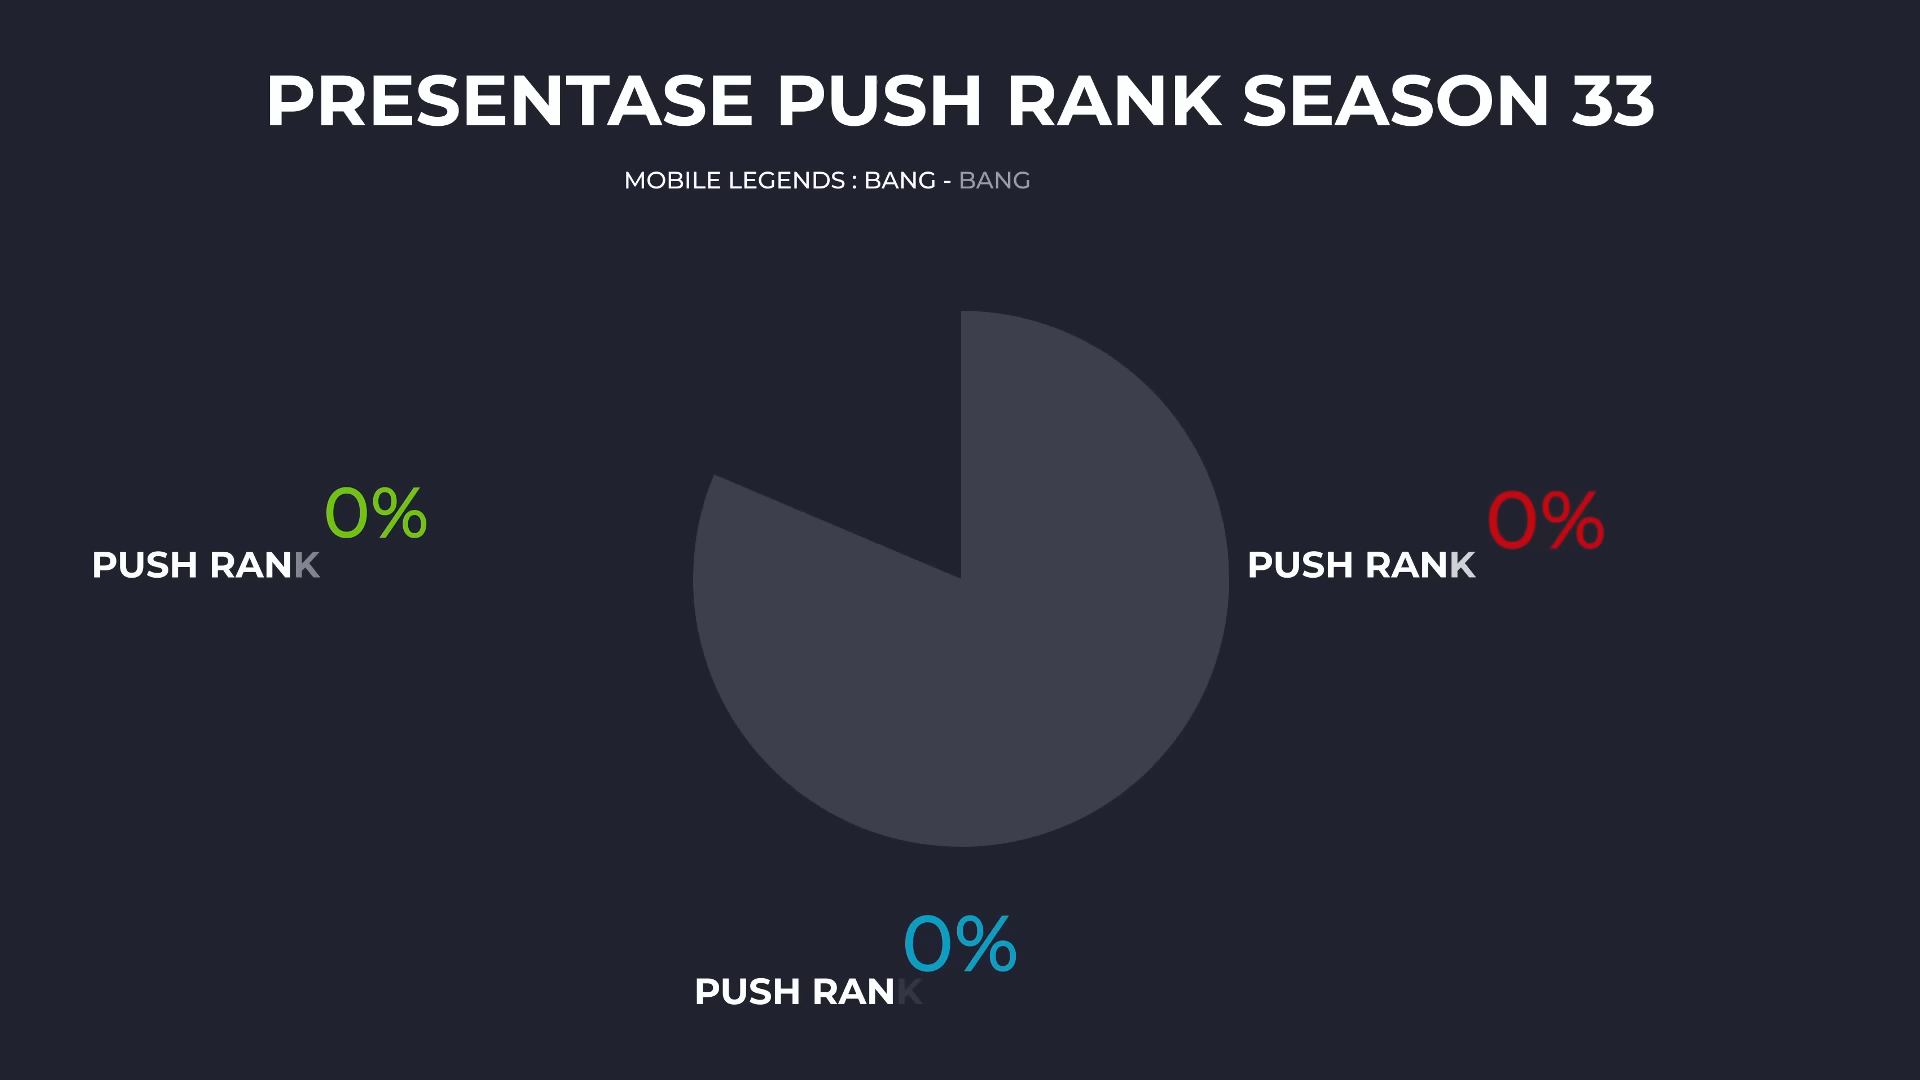 PRESENTASE PUSH RANK SEASON 33
MOBILE LEGENDS : BANG - BANG
0%
PUSH RANK
0%
PUSH RANK
0%
PUSH RANK